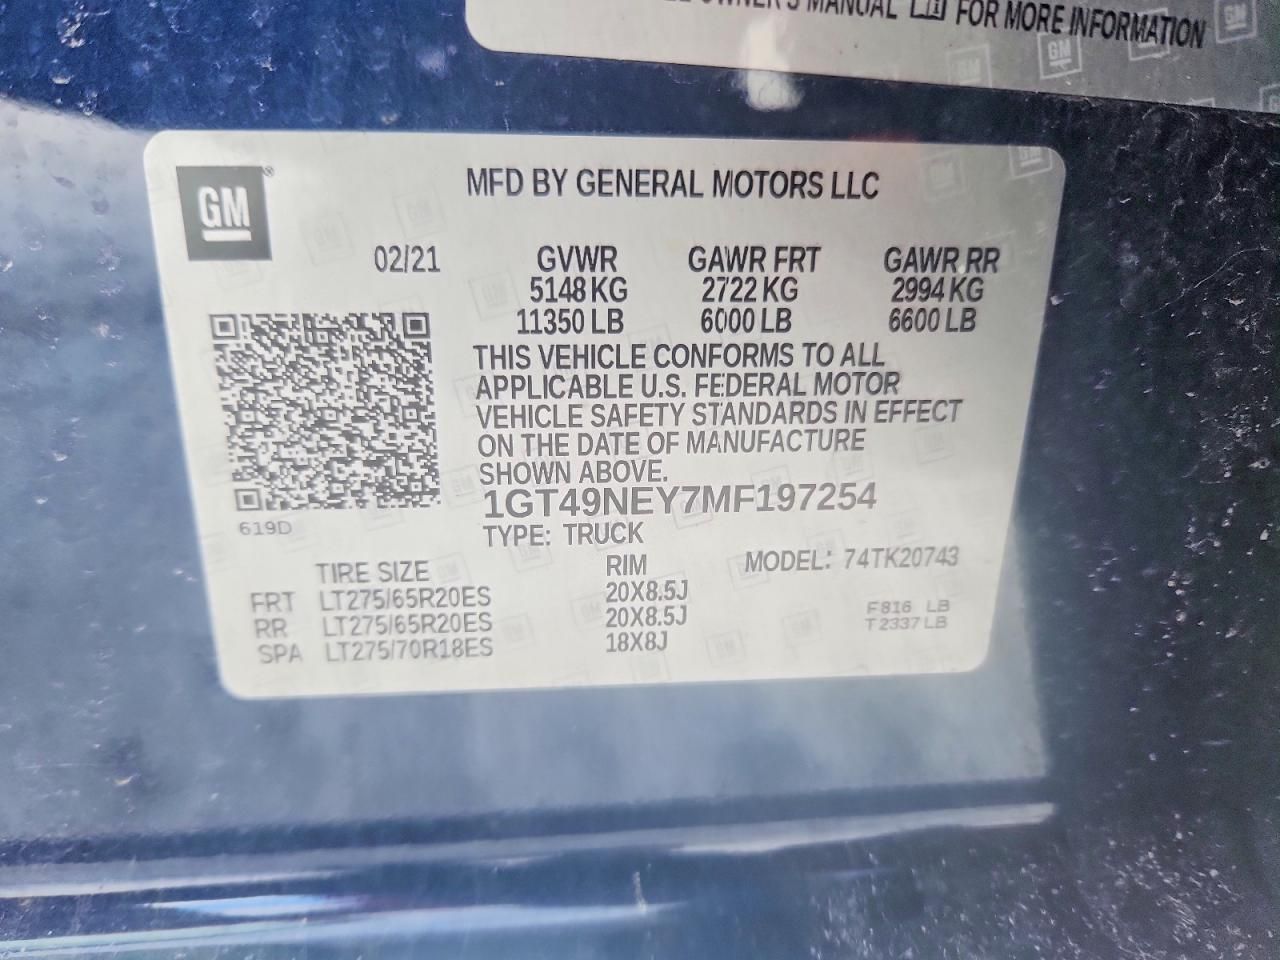 OWNER'S MANUAL FOR MORE INFORMATION
GM
MFD BY GENERAL MOTORS LLC
02/21 GVWR GAWR FRT GAWR RR
5148 KG 2722 KG 2994 KG
11350 LB 6000 LB 6600 LB
THIS VEHICLE CONFORMS TO ALL
APPLICABLE U.S. FEDERAL MOTOR
VEHICLE SAFETY STANDARDS IN EFFECT
ON THE DATE OF MANUFACTURE
SHOWN ABOVE.
1GT49NEY7MF197254
619D
TYPE: TRUCK
TIRE SIZE RIM MODEL: 74TK20743
FRT LT275/65R20ES 20X8.5J
RR LT275/65R20ES 20X8.5J
SPA LT275/70R18ES 18X8J
F816 LB
T2337LB